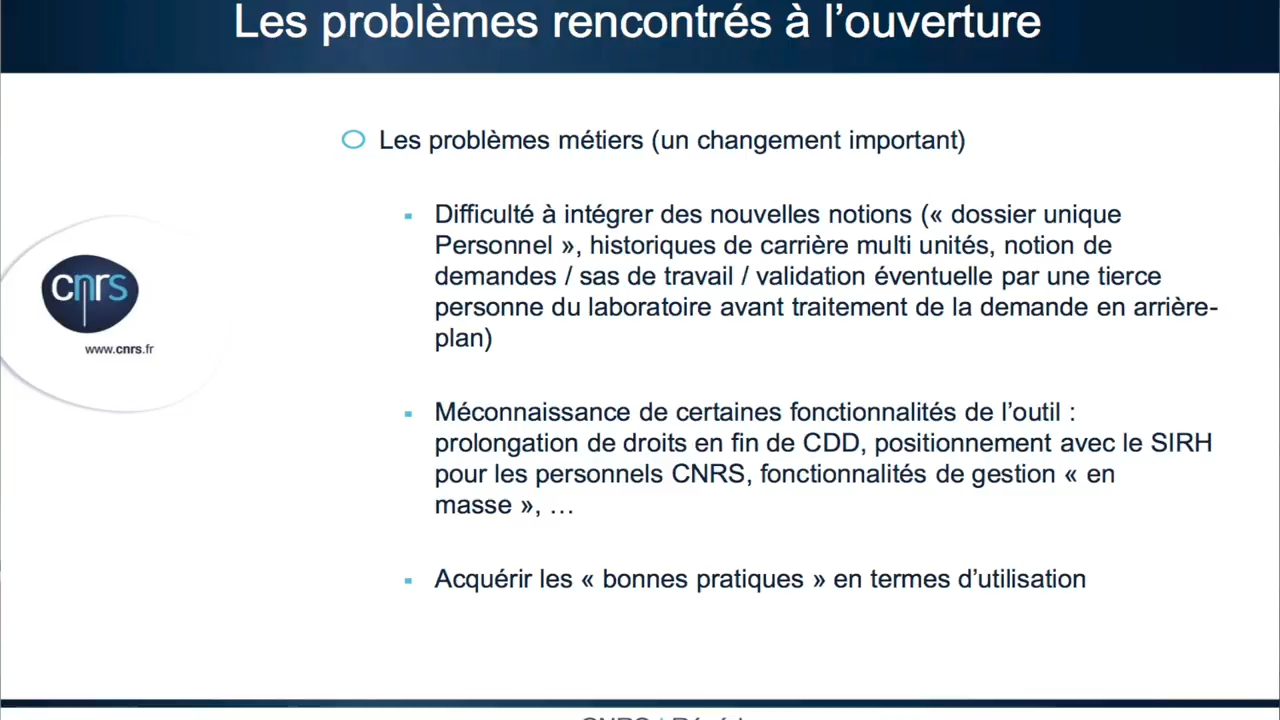 Les problèmes rencontrés à l’ouverture
Les problèmes métiers (un changement important)
Difficulté à intégrer des nouvelles notions (« dossier unique
Personnel », historiques de carrière multi unités, notion de
demandes / sas de travail / validation éventuelle par une tierce
personne du laboratoire avant traitement de la demande en arrière-
plan)
cnrs
www.cnrs.fr
Méconnaissance de certaines fonctionnalités de l’outil :
prolongation de droits en fin de CDD, positionnement avec le SIRH
pour les personnels CNRS, fonctionnalités de gestion « en
masse », …
Acquérir les « bonnes pratiques » en termes d’utilisation